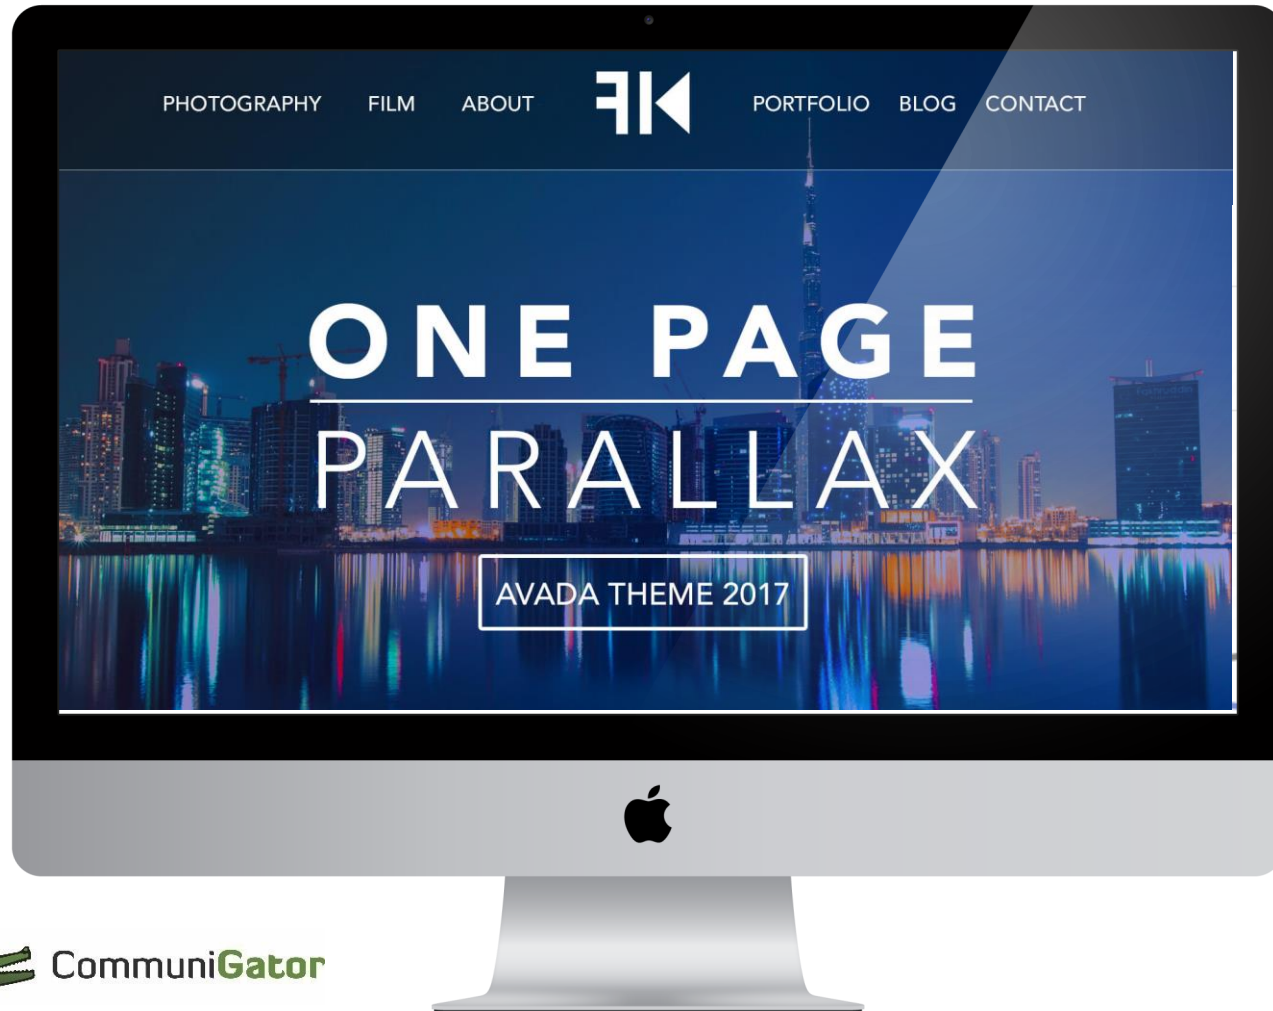 PHOTOGRAPHY FILM ABOUT PORTFOLIO BLOG CONTACT
ONE PAGE
PARALLAX
AVADA THEME 2017
CommuniGator